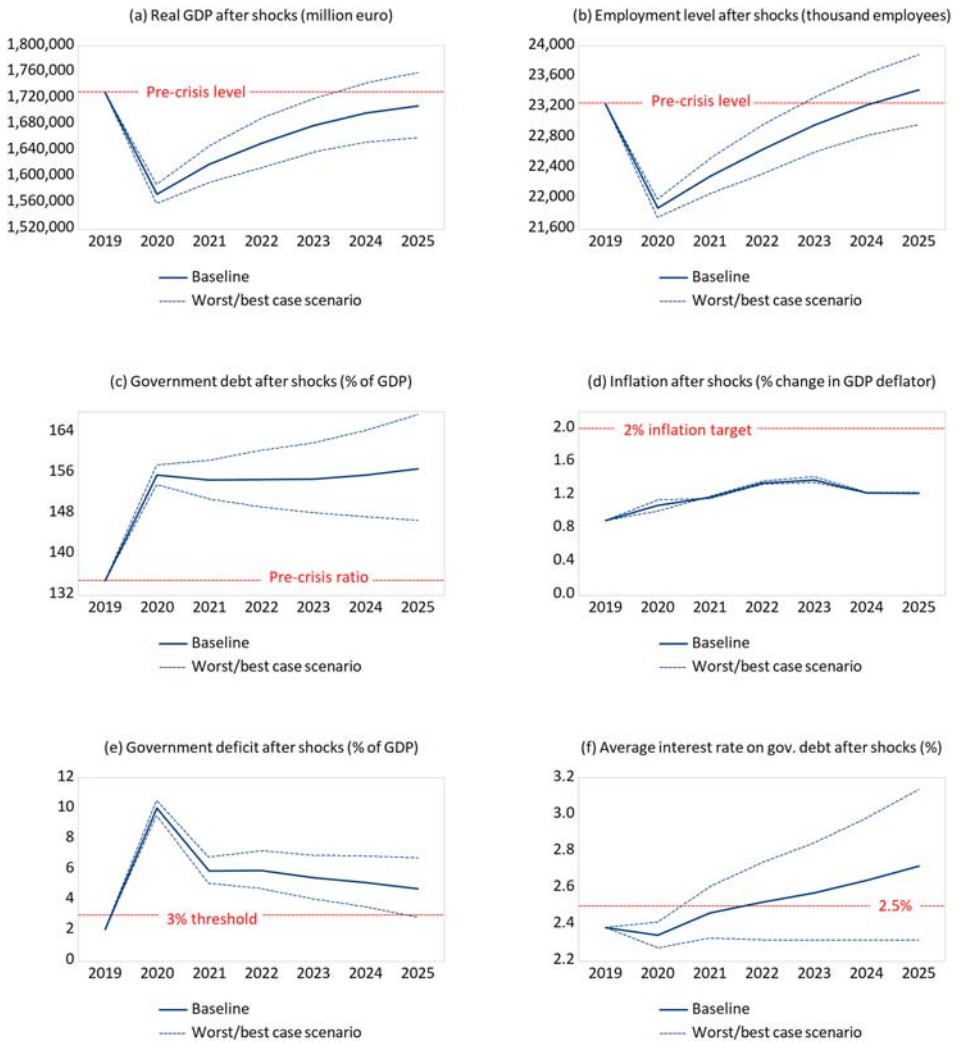 (a) Real GDP after shocks (million euro)
1,800,000
1,760,000
1,720,000
1,680,000
1,640,000
1,600,000
1,560,000
1,520,000
Pre-crisis level
2019 2020 2021 2022 2023 2024 2025
Baseline
Worst/best case scenario
(b) Employment level after shocks (thousand employees)
24,000
23,600
23,200
22,800
22,400
22,000
21,600
Pre-crisis level
2019 2020 2021 2022 2023 2024 2025
Baseline
Worst/best case scenario
(c) Government debt after shocks (% of GDP)
164
156
148
140
132
Pre-crisis ratio
2019 2020 2021 2022 2023 2024 2025
Baseline
Worst/best case scenario
(d) Inflation after shocks (% change in GDP deflator)
2.0
1.6
1.2
0.8
0.4
0.0
2% inflation target
2019 2020 2021 2022 2023 2024 2025
Baseline
Worst/best case scenario
(e) Government deficit after shocks (% of GDP)
12
10
8
6
4
2
0
3% threshold
2019 2020 2021 2022 2023 2024 2025
Baseline
Worst/best case scenario
(f) Average interest rate on gov. debt after shocks (%)
3.2
3.0
2.8
2.6
2.4
2.2
2.5%
2019 2020 2021 2022 2023 2024 2025
Baseline
Worst/best case scenario